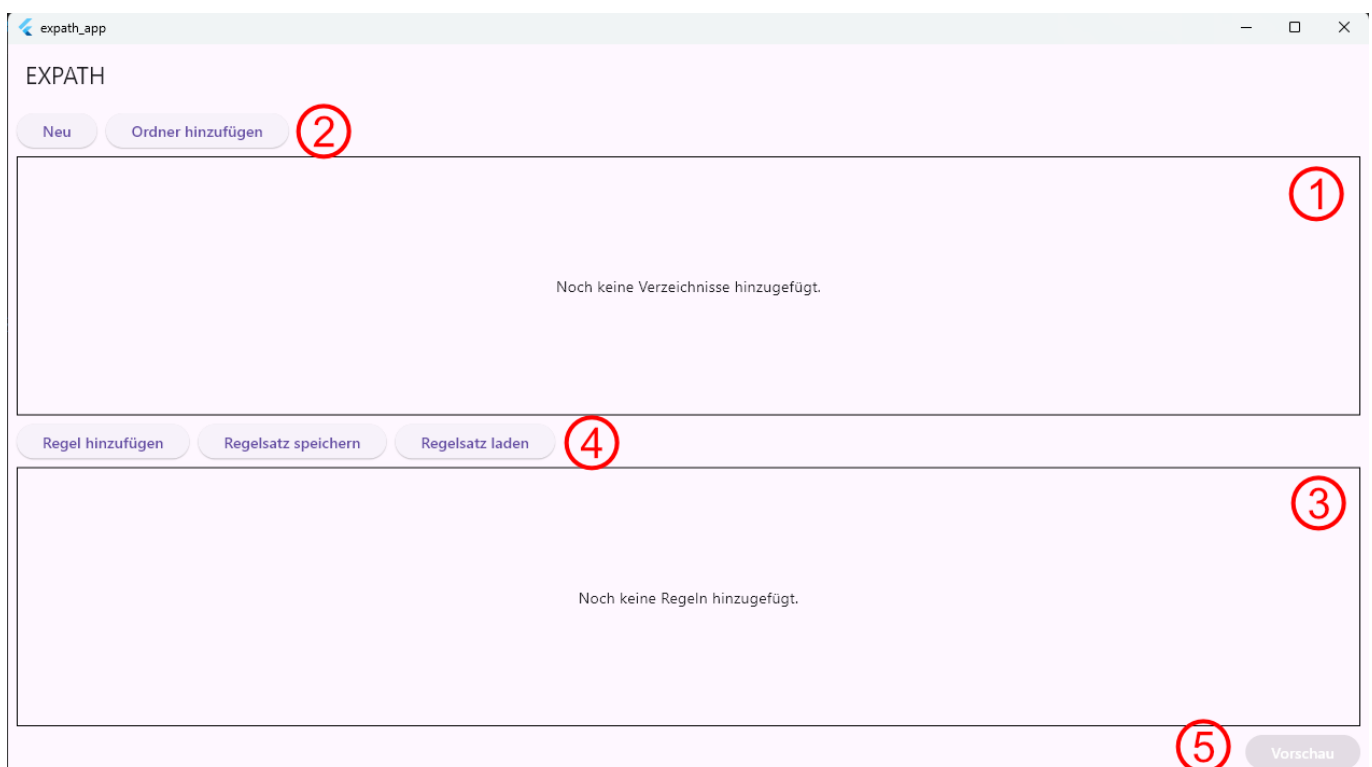 expath_app
EXPATH
Neu Ordner hinzufügen 2
1
Noch keine Verzeichnisse hinzugefügt.
Regel hinzufügen Regelsatz speichern Regelsatz laden 4
3
Noch keine Regeln hinzugefügt.
5 Vorschau